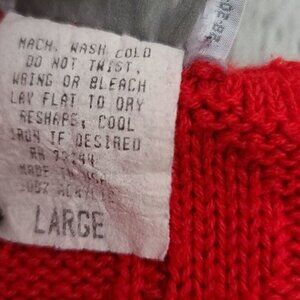 MACH. WASH COLD
DO NOT TWIST,
WRING OR BLEACH
LAY FLAT TO DRY
RESHAPE, COOL
IRON IF DESIRED
RN
MADE IN
LARGE